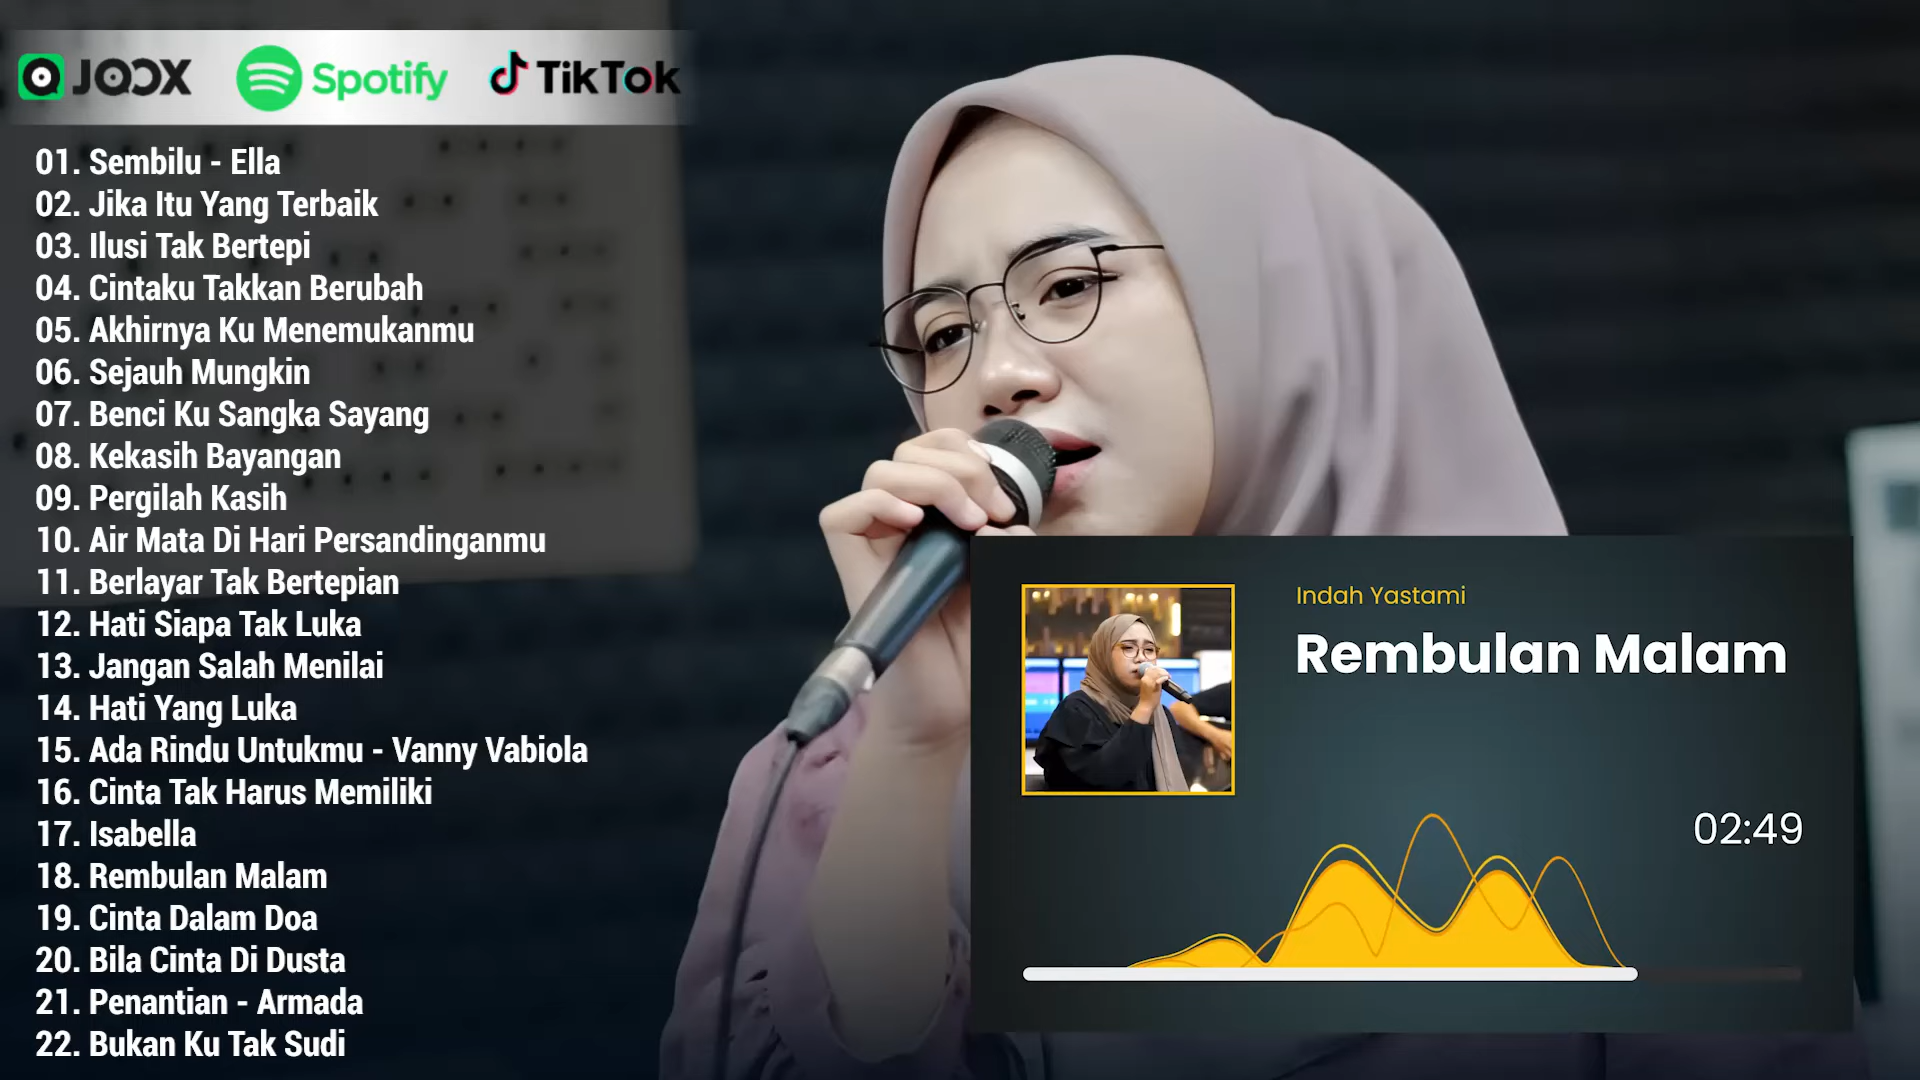 JOOX Spotify TikTok
01. Sembilu - Ella
02. Jika Itu Yang Terbaik
03. Ilusi Tak Bertepi
04. Cintaku Takkan Berubah
05. Akhirnya Ku Menemukanmu
06. Sejauh Mungkin
07. Benci Ku Sangka Sayang
08. Kekasih Bayangan
09. Pergilah Kasih
10. Air Mata Di Hari Persandinganmu
11. Berlayar Tak Bertepian
12. Hati Siapa Tak Luka
13. Jangan Salah Menilai
14. Hati Yang Luka
15. Ada Rindu Untukmu - Vanny Vabiola
16. Cinta Tak Harus Memiliki
17. Isabella
18. Rembulan Malam
19. Cinta Dalam Doa
20. Bila Cinta Di Dusta
21. Penantian - Armada
22. Bukan Ku Tak Sudi
Indah Yastami
Rembulan Malam
02:49